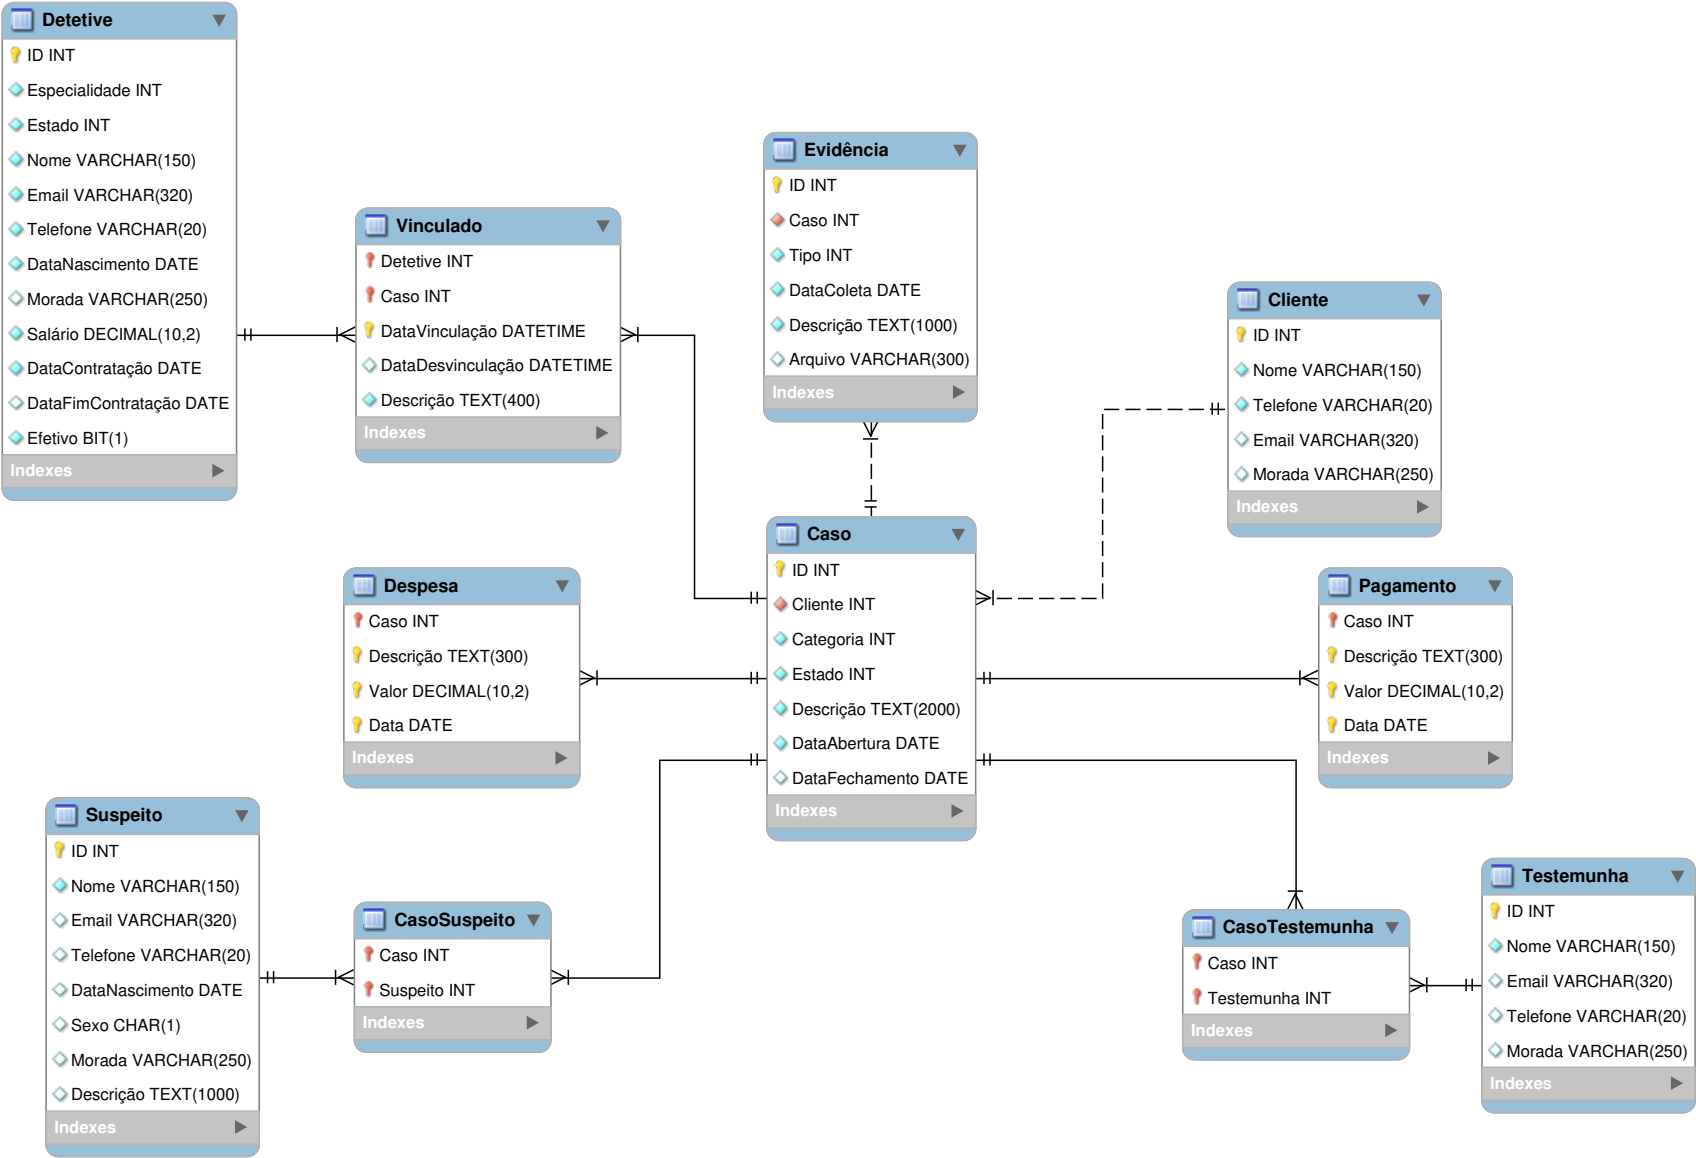 Detetive
ID INT
Especialidade INT
Estado INT
Nome VARCHAR(150)
Email VARCHAR(320)
Telefone VARCHAR(20)
DataNascimento DATE
Morada VARCHAR(250)
Salário DECIMAL(10,2)
DataContratação DATE
DataFimContratação DATE
Efetivo BIT(1)
Indexes
Vinculado
Detetive INT
Caso INT
DataVinculação DATETIME
DataDesvinculação DATETIME
Descrição TEXT(400)
Indexes
Evidência
ID INT
Caso INT
Tipo INT
DataColeta DATE
Descrição TEXT(1000)
Arquivo VARCHAR(300)
Indexes
Cliente
ID INT
Nome VARCHAR(150)
Telefone VARCHAR(20)
Email VARCHAR(320)
Morada VARCHAR(250)
Indexes
Despesa
Caso INT
Descrição TEXT(300)
Valor DECIMAL(10,2)
Data DATE
Indexes
Caso
ID INT
Cliente INT
Categoria INT
Estado INT
Descrição TEXT(2000)
DataAbertura DATE
DataFechamento DATE
Indexes
Pagamento
Caso INT
Descrição TEXT(300)
Valor DECIMAL(10,2)
Data DATE
Indexes
Suspeito
ID INT
Nome VARCHAR(150)
Email VARCHAR(320)
Telefone VARCHAR(20)
DataNascimento DATE
Sexo CHAR(1)
Morada VARCHAR(250)
Descrição TEXT(1000)
Indexes
CasoSuspeito
Caso INT
Suspeito INT
Indexes
CasoTestemunha
Caso INT
Testemunha INT
Indexes
Testemunha
ID INT
Nome VARCHAR(150)
Email VARCHAR(320)
Telefone VARCHAR(20)
Morada VARCHAR(250)
Indexes